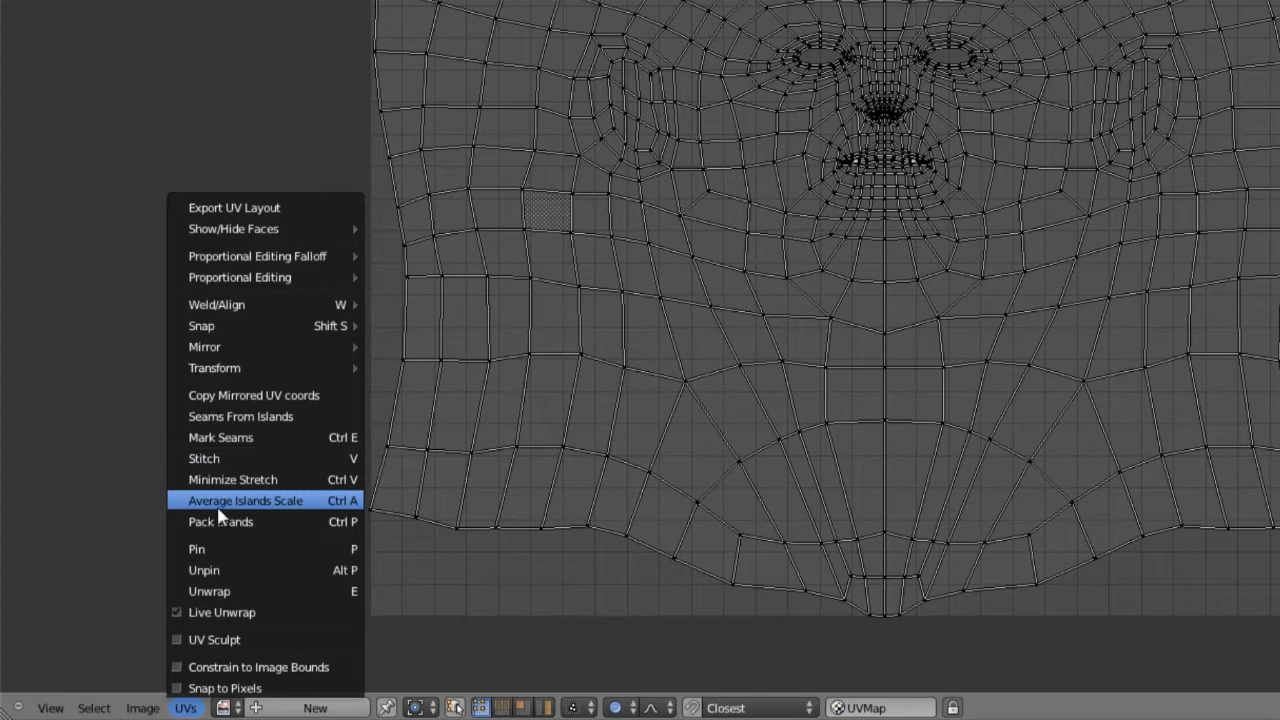 Export UV Layout
Show/Hide Faces
Proportional Editing Falloff
Proportional Editing
Weld/Align W
Snap Shift S
Mirror
Transform
Copy Mirrored UV coords
Seams From Islands
Mark Seams Ctrl E
Stitch V
Minimize Stretch Ctrl V
Average Islands Scale Ctrl A
Pack Ctrl P
Pin P
Unpin Alt P
Unwrap E
Live Unwrap
UV Sculpt
Constrain to Image Bounds
Snap to Pixels
View Select Image UVs New Closest UVMap